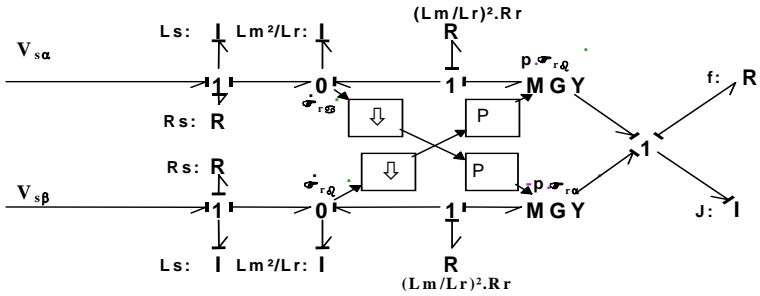 Ls: I Lm²/Lr: I (Lm/Lr)².Rr
R
Vsα
1 0 1 MGY
p.
f: R
Rs: R
P
1
Rs: R
P
-p.
Vsβ
1 0 1 MGY
J: I
Ls: I Lm²/Lr: I R
(Lm/Lr)².Rr